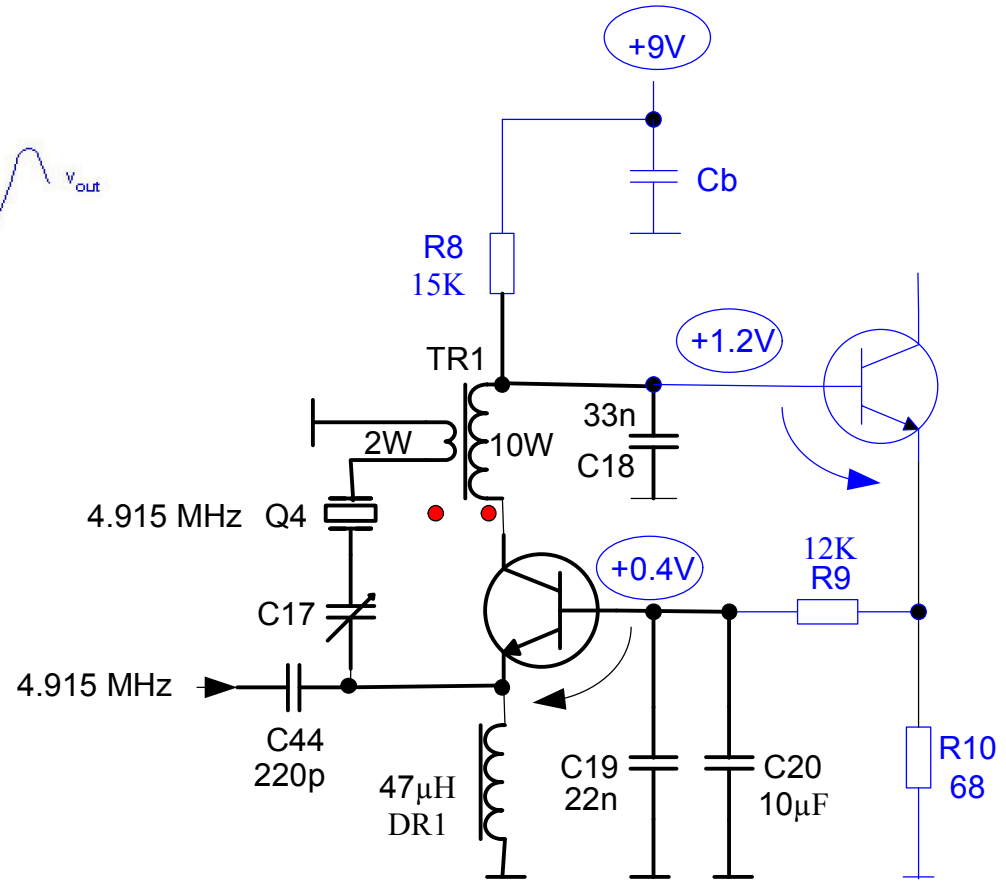 +9V
Vout
Cb
R8
15K
+1.2V
TR1
33n
2W
10W
C18
4.915 MHz
Q4
12K
+0.4V
R9
C17
4.915 MHz
C44
220p
R10
68
C19
22n
C20
10µF
47µH
DR1